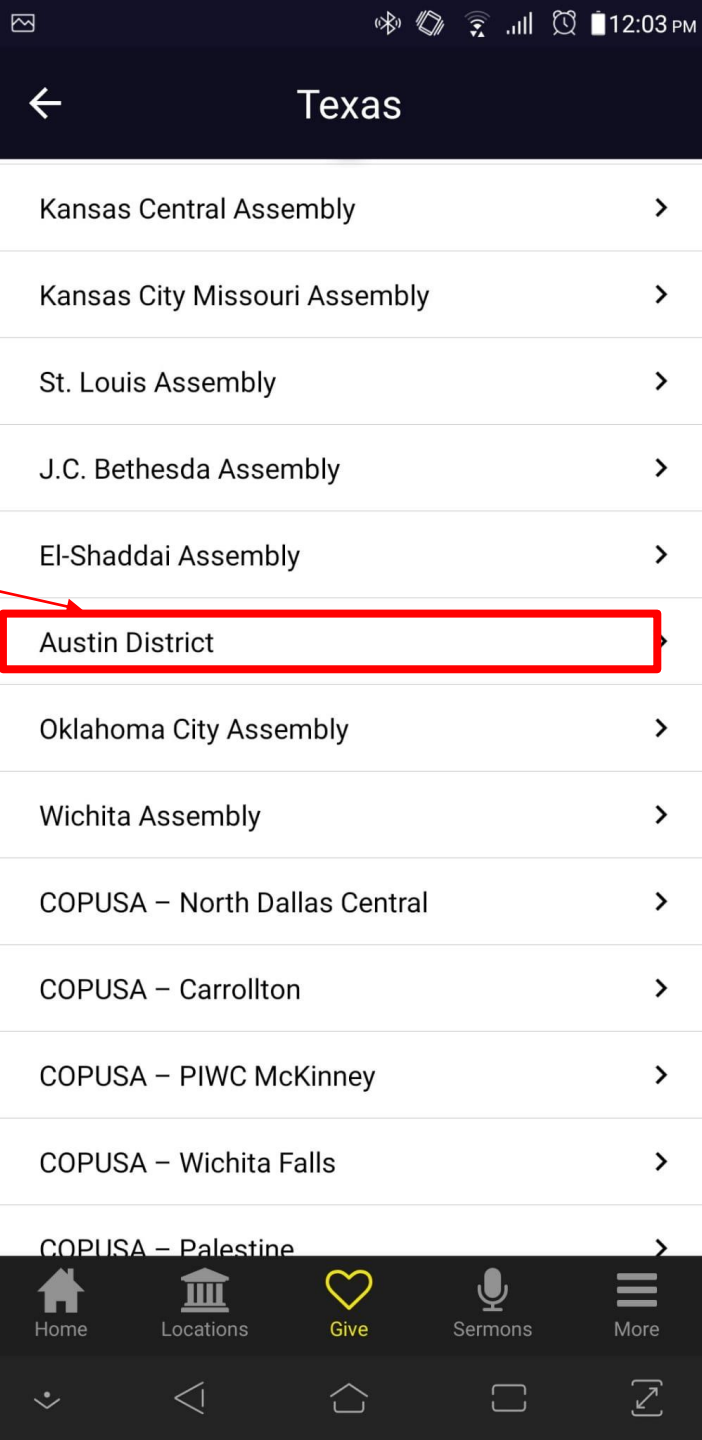 12:03 PM
Texas
Kansas Central Assembly
Kansas City Missouri Assembly
St. Louis Assembly
J.C. Bethesda Assembly
El-Shaddai Assembly
Austin District
Oklahoma City Assembly
Wichita Assembly
COPUSA – North Dallas Central
COPUSA – Carrollton
COPUSA – PIWC McKinney
COPUSA – Wichita Falls
COPUSA – Palestine
Home Locations Give Sermons More